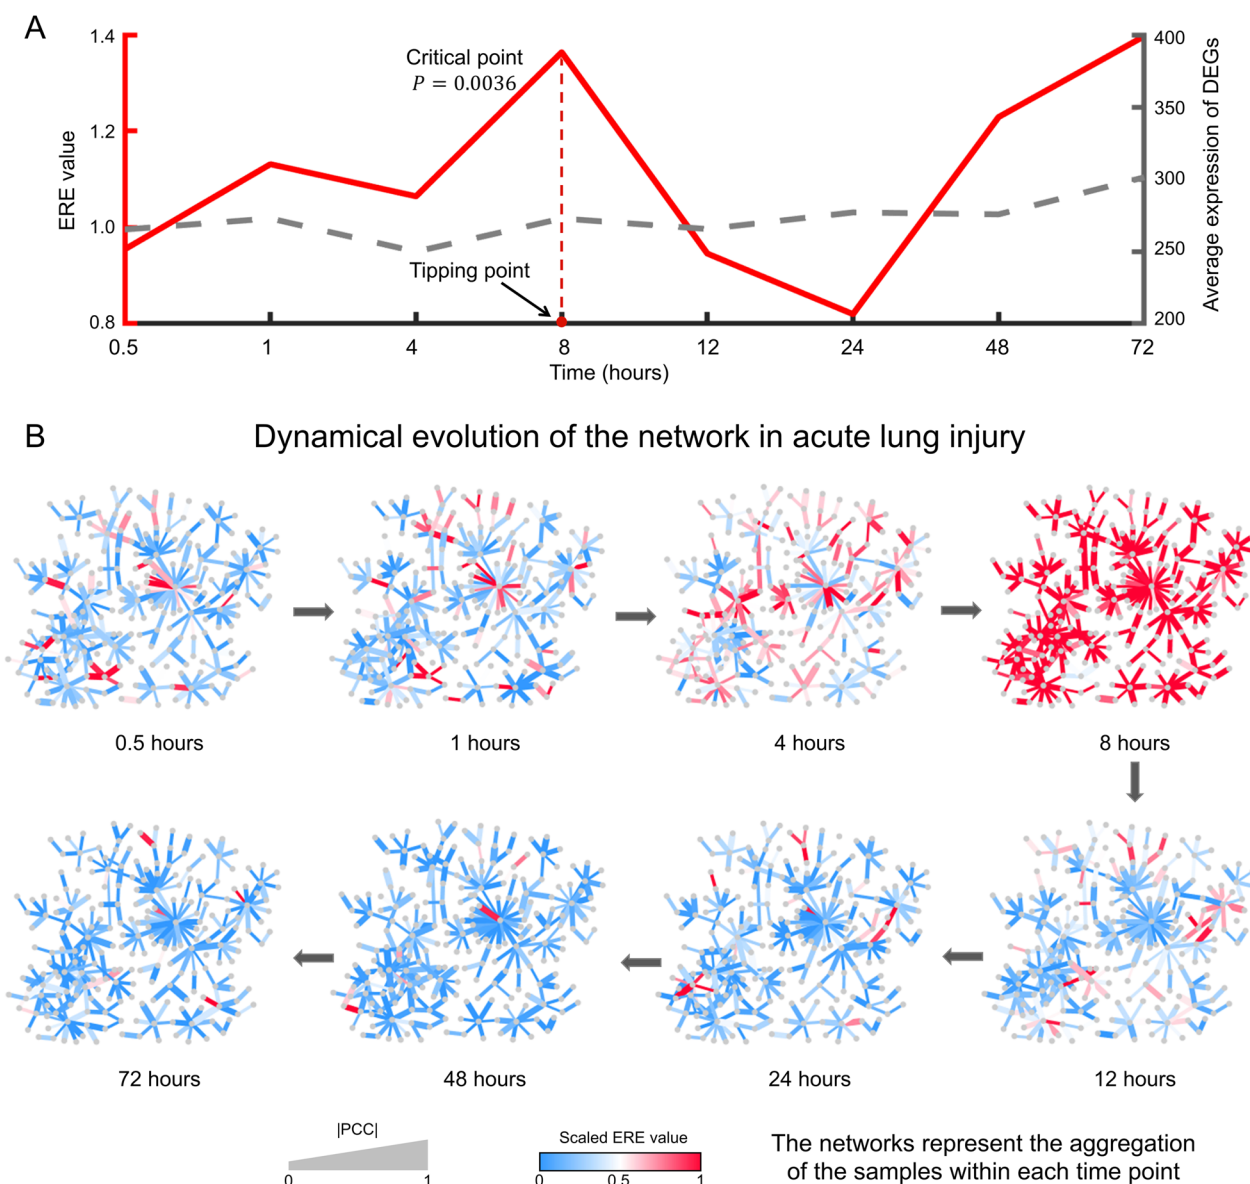 A
1.4
1.2
1.0
0.8
ERE value
Critical point
P = 0.0036
Tipping point
400
350
300
250
200
Average expression of DEGs
0.5 1 4 8 12 24 48 72
Time (hours)
B
Dynamical evolution of the network in acute lung injury
0.5 hours 1 hours 4 hours 8 hours
72 hours 48 hours 24 hours 12 hours
|PCC|
0 1
Scaled ERE value
0 0.5 1
The networks represent the aggregation
of the samples within each time point